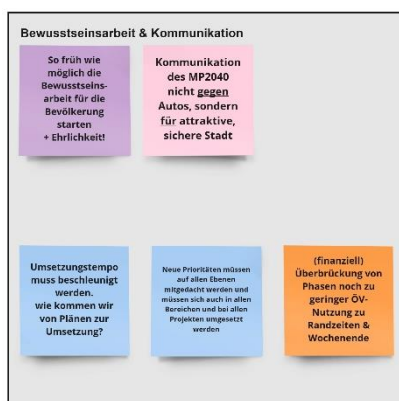 Bewusstseinsarbeit & Kommunikation
So früh wie
möglich die
Bewusstseins-
arbeit für die
Bevölkerung
starten
+ Ehrlichkeit!
Kommunikation
des MP2040
nicht gegen
Autos, sondern
für attraktive,
sichere Stadt
Umsetzungstempo
muss beschleunigt
werden.
wie kommen wir
von Plänen zur
Umsetzung?
Neue Prioritäten müssen
auf allen Ebenen
mitgedacht werden und
müssen sich auch in allen
Bereichen und bei allen
Projekten umgesetzt
werden
(finanziell)
Überbrückung von
Phasen noch zu
geringer ÖV-
Nutzung zu
Randzeiten &
Wochenende